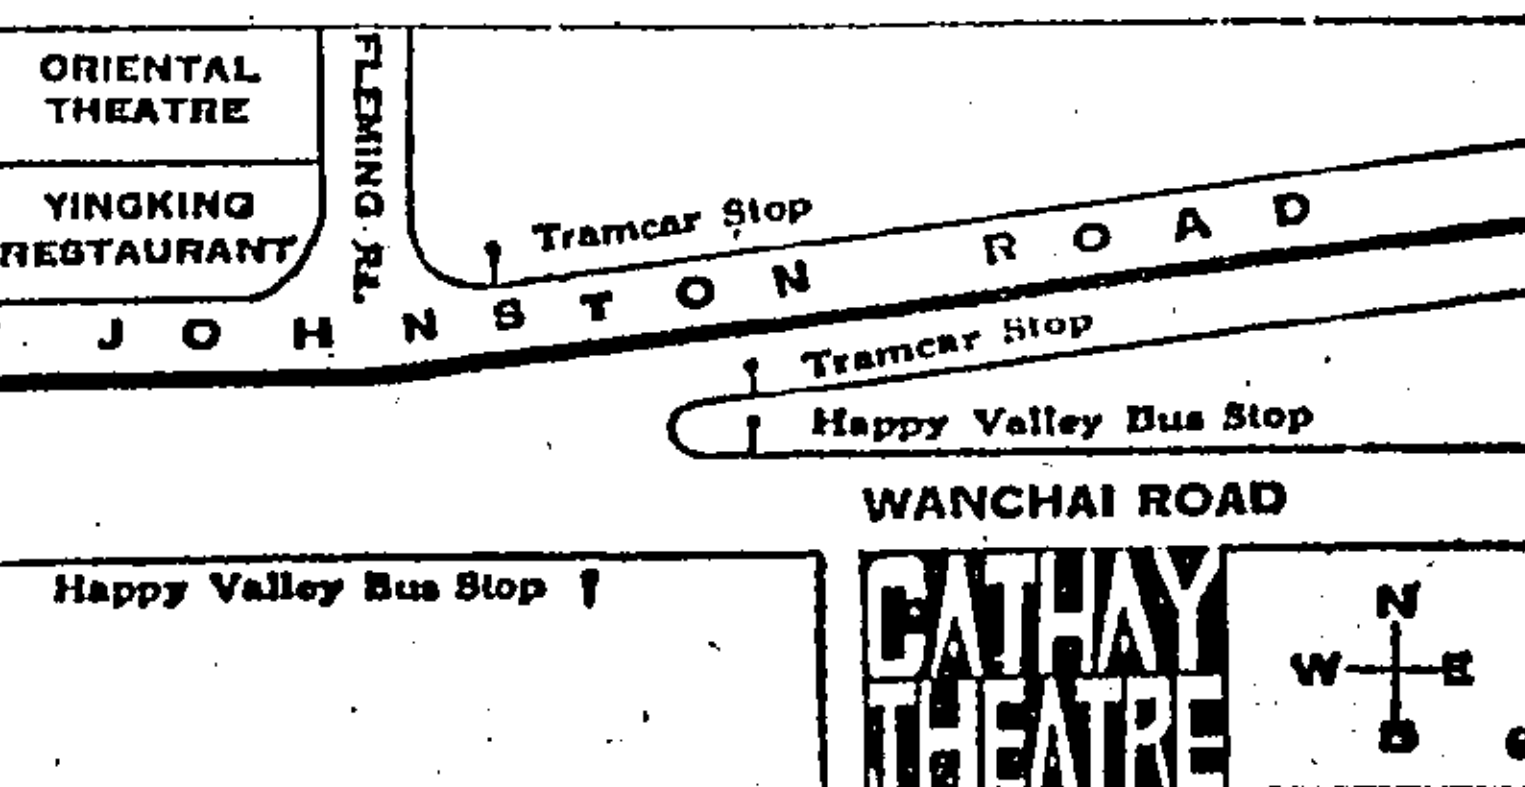 ORIENTAL
THEATRE
FLEMING RD.
YINGKING
RESTAURANT
Tramcar Stop
JOHNSTON ROAD
Tramcar Stop
Happy Valley Bus Stop
WANCHAI ROAD
Happy Valley Bus Stop
CATHAY
THEATRE
N
W E
S